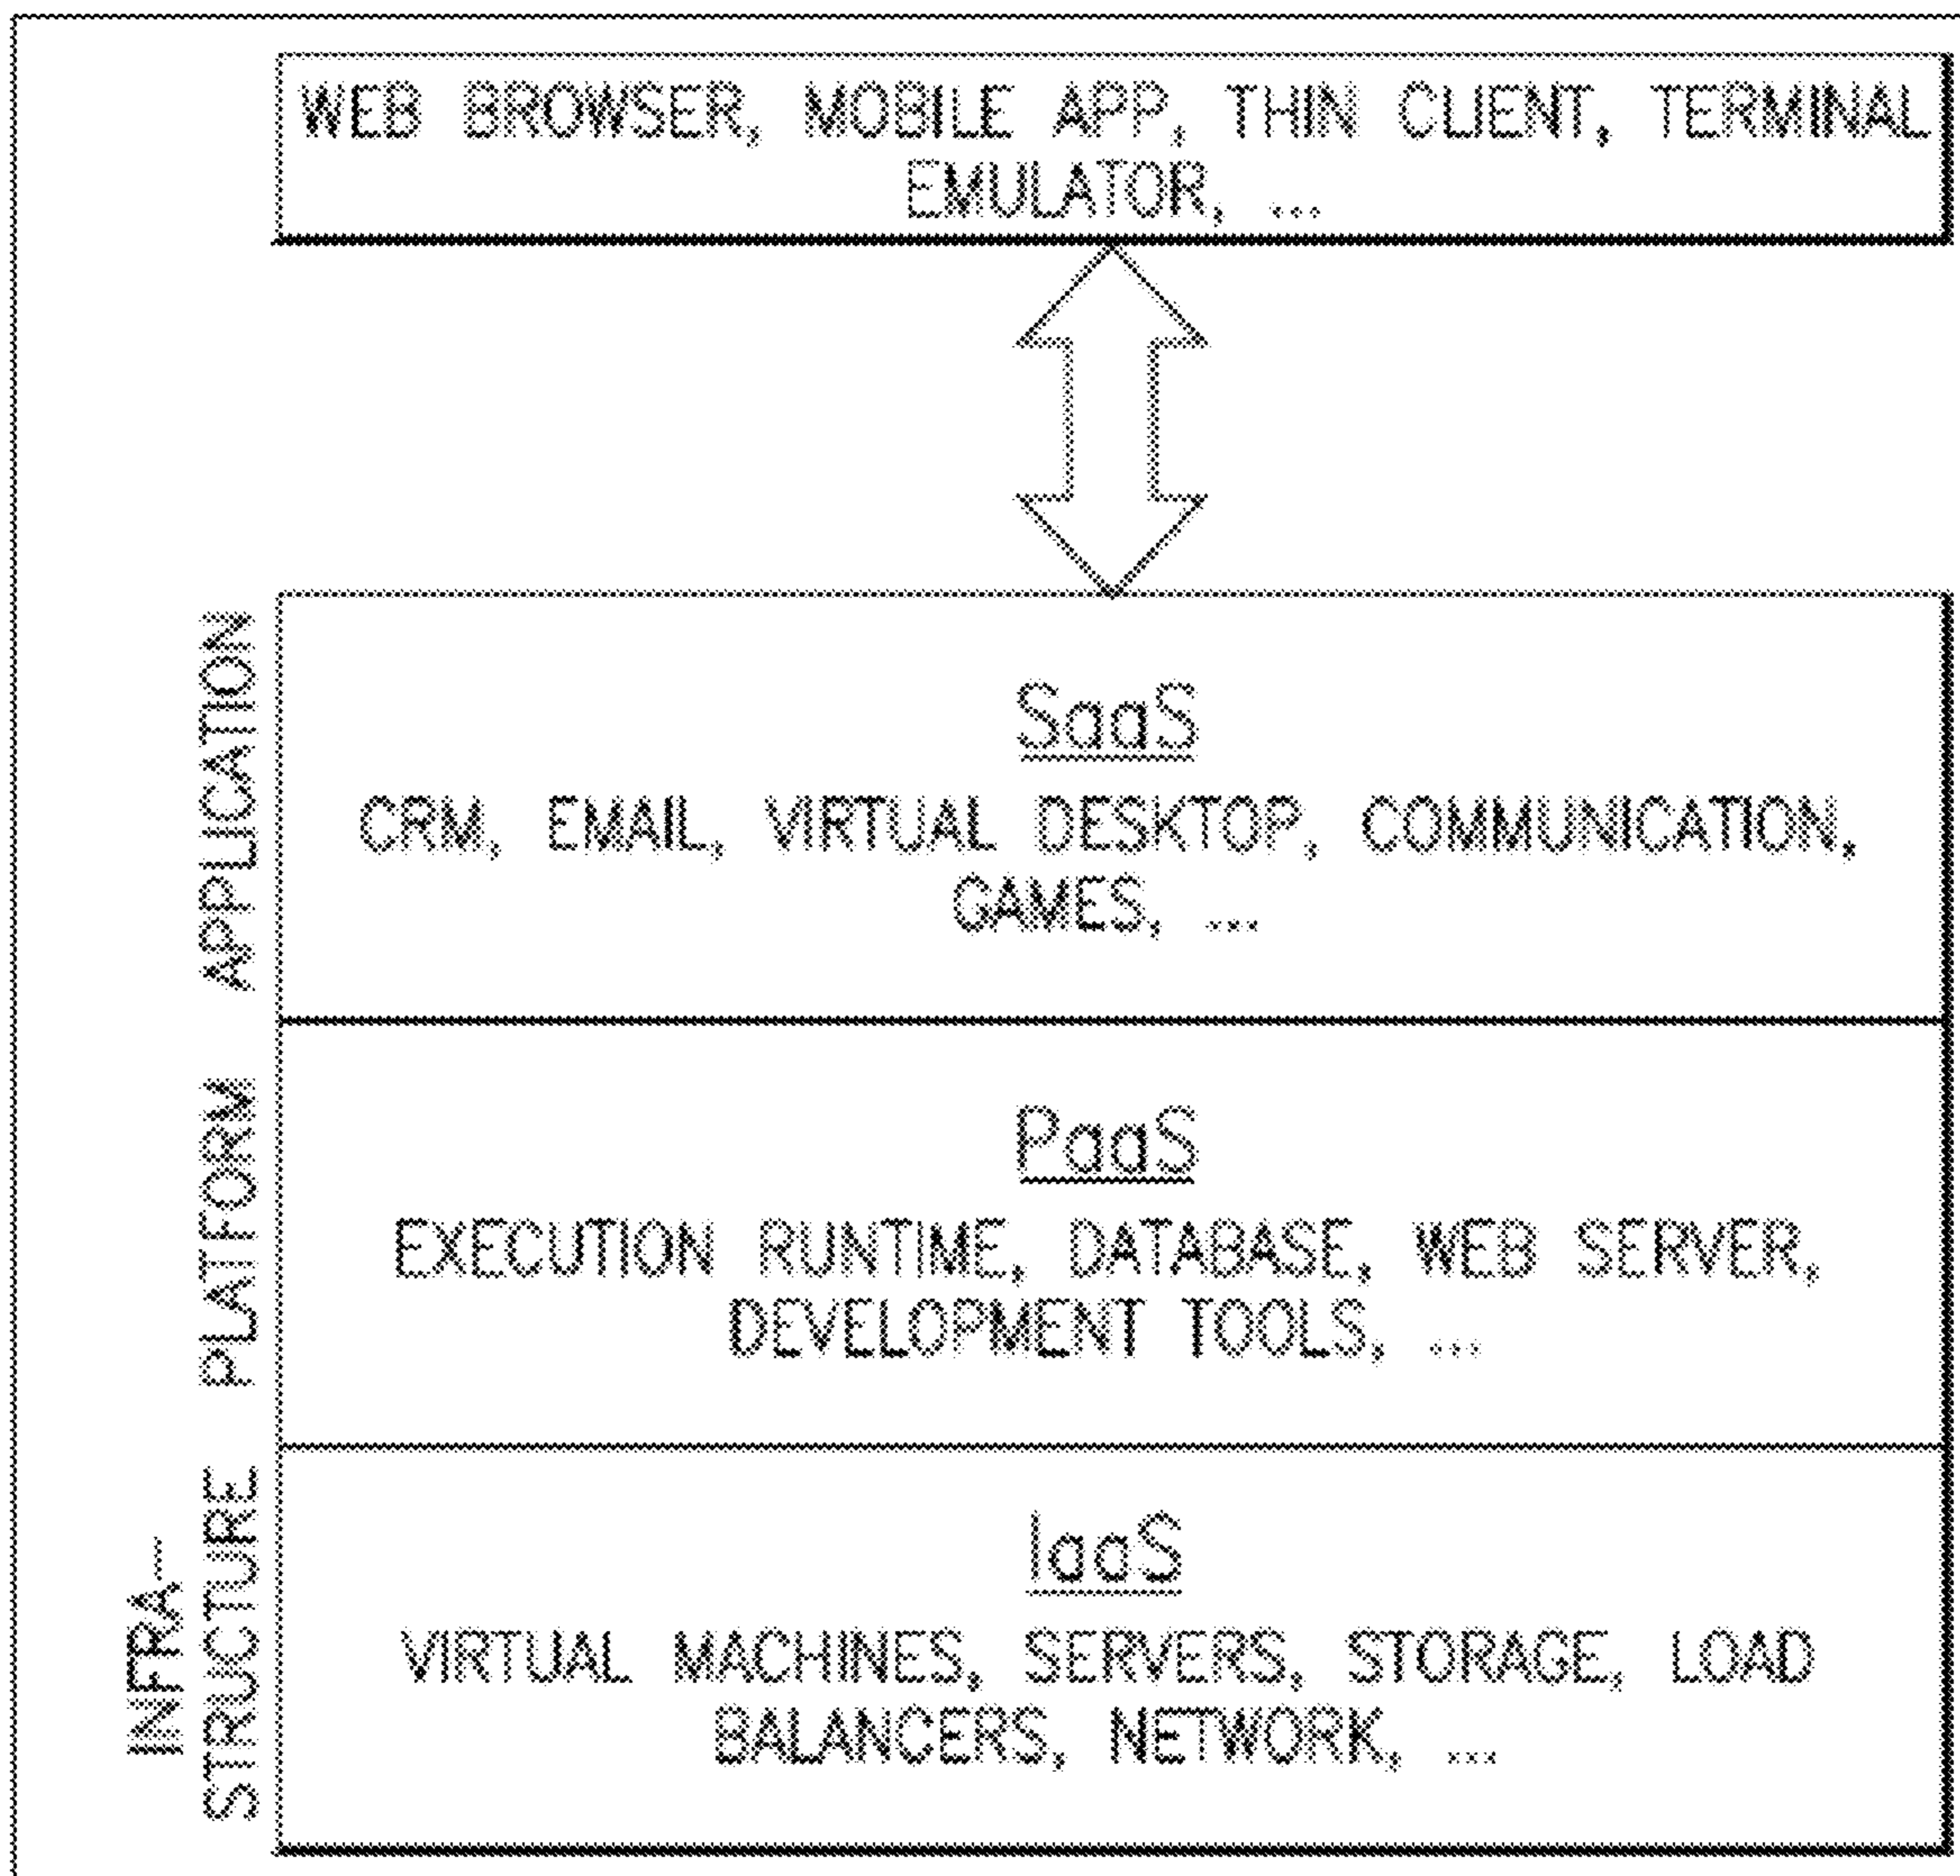 WEB BROWSER, MOBILE APP, THIN CLIENT, TERMINAL
EMULATOR, ...
APPLICATION
SaaS
CRM, EMAIL, VIRTUAL DESKTOP, COMMUNICATION,
GAMES, ...
PLATFORM
PaaS
EXECUTION RUNTIME, DATABASE, WEB SERVER,
DEVELOPMENT TOOLS, ...
INFRA-
STRUCTURE
IaaS
VIRTUAL MACHINES, SERVERS, STORAGE, LOAD
BALANCERS, NETWORK, ...